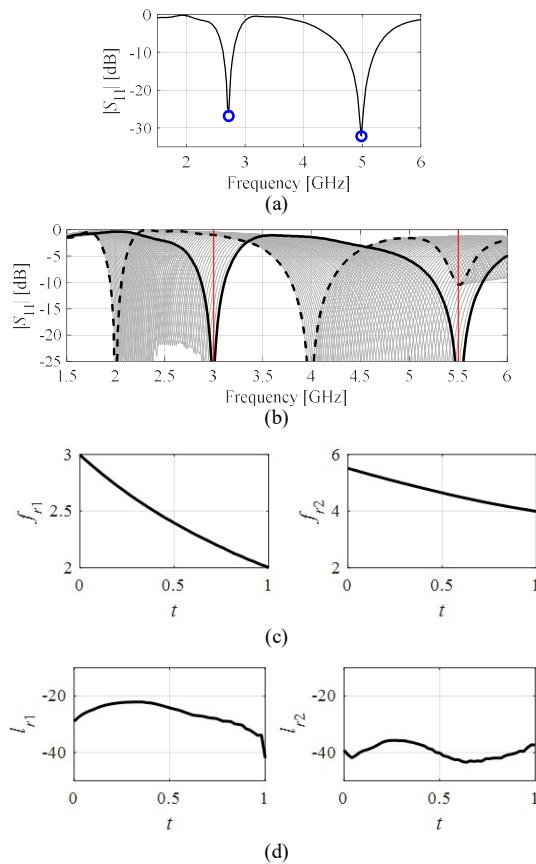 0
-10
-20
-30
|S11| [dB]
2 3 4 5 6
Frequency [GHz]
(a)
0
-5
-10
-15
-20
-25
|S11| [dB]
1.5 2 2.5 3 3.5 4 4.5 5 5.5 6
Frequency [GHz]
(b)
3
2.5
2
fr1
0 0.5 1
t
6
4
2
fr2
0 0.5 1
t
(c)
-20
-40
lr1
0 0.5 1
t
-20
-40
lr2
0 0.5 1
t
(d)